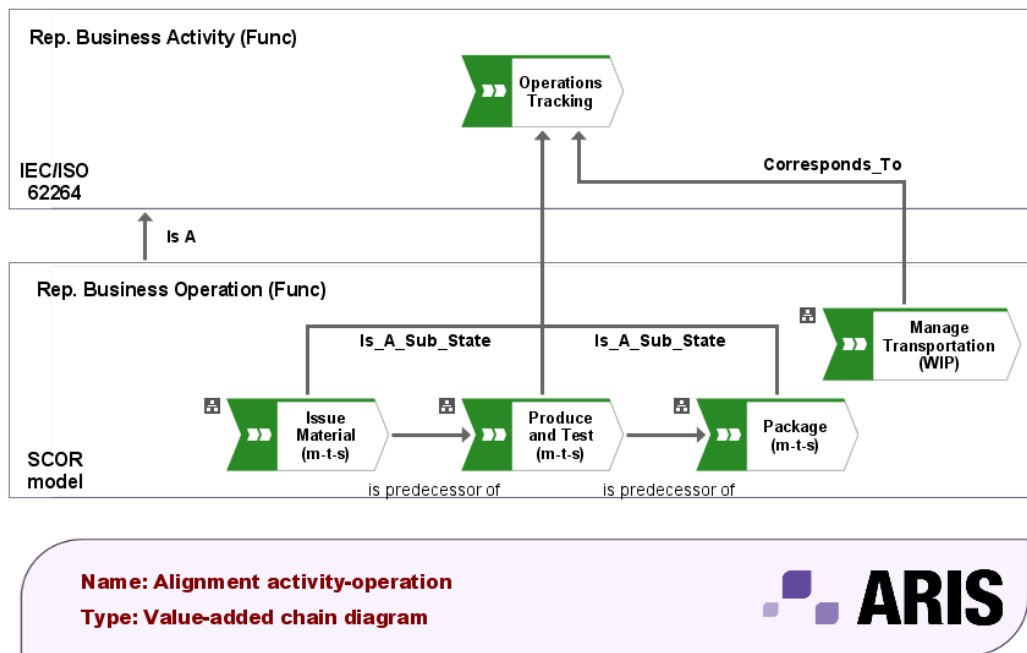 Rep. Business Activity (Func)
Operations
Tracking
IEC/ISO
62264
Corresponds_To
Is A
Rep. Business Operation (Func)
Is_A_Sub_State
Is_A_Sub_State
Manage
Transportation
(WIP)
Issue
Material
(m-t-s)
Produce
and Test
(m-t-s)
Package
(m-t-s)
SCOR
model
is predecessor of
is predecessor of
Name: Alignment activity-operation
Type: Value-added chain diagram
ARIS